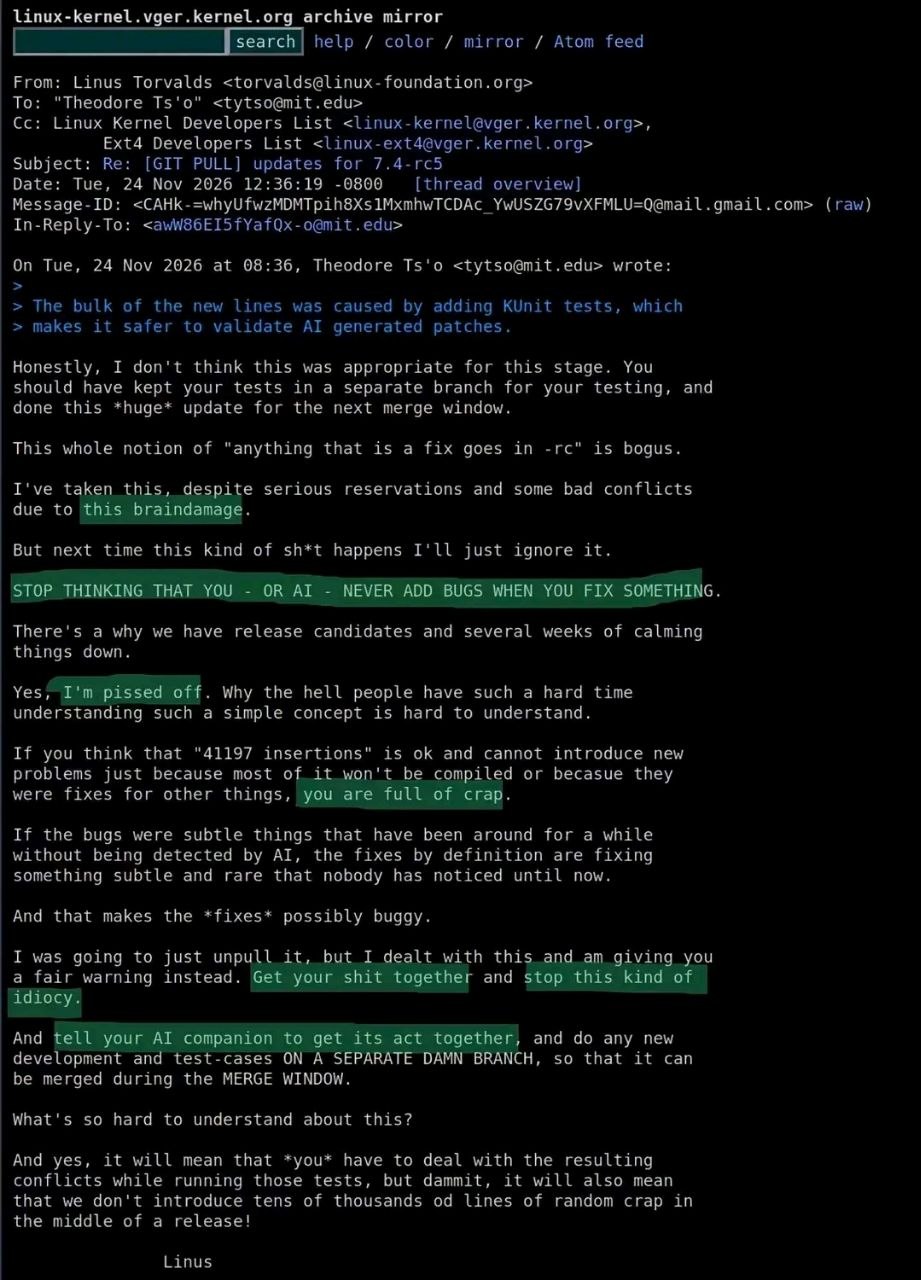 linux-kernel.vger.kernel.org archive mirror
search help / color / mirror / Atom feed
From: Linus Torvalds <torvalds@linux-foundation.org>
To: "Theodore Ts'o" <tytso@mit.edu>
Cc: Linux Kernel Developers List <linux-kernel@vger.kernel.org>,
Ext4 Developers List <linux-ext4@vger.kernel.org>
Subject: Re: [GIT PULL] updates for 7.4-rc5
Date: Tue, 24 Nov 2026 12:36:19 -0800 [thread overview]
Message-ID: <CAHk-=whyUfwzMDMTpih8Xs1MxmhwTCDAc_YwUSZG79vXFMLU=Q@mail.gmail.com> (raw)
In-Reply-To: <awW86EI5fYafQx-o@mit.edu>
On Tue, 24 Nov 2026 at 08:36, Theodore Ts'o <tytso@mit.edu> wrote:
>
> The bulk of the new lines was caused by adding KUnit tests, which
> makes it safer to validate AI generated patches.
Honestly, I don't think this was appropriate for this stage. You
should have kept your tests in a separate branch for your testing, and
done this *huge* update for the next merge window.
This whole notion of "anything that is a fix goes in -rc" is bogus.
I've taken this, despite serious reservations and some bad conflicts
due to this braindamage.
But next time this kind of sh*t happens I'll just ignore it.
STOP THINKING THAT YOU - OR AI - NEVER ADD BUGS WHEN YOU FIX SOMETHING.
There's a why we have release candidates and several weeks of calming
things down.
Yes, I'm pissed off. Why the hell people have such a hard time
understanding such a simple concept is hard to understand.
If you think that "41197 insertions" is ok and cannot introduce new
problems just because most of it won't be compiled or becasue they
were fixes for other things, you are full of crap.
If the bugs were subtle things that have been around for a while
without being detected by AI, the fixes by definition are fixing
something subtle and rare that nobody has noticed until now.
And that makes the *fixes* possibly buggy.
I was going to just unpull it, but I dealt with this and am giving you
a fair warning instead. Get your shit together and stop this kind of
idiocy.
And tell your AI companion to get its act together, and do any new
development and test-cases ON A SEPARATE DAMN BRANCH, so that it can
be merged during the MERGE WINDOW.
What's so hard to understand about this?
And yes, it will mean that *you* have to deal with the resulting
conflicts while running those tests, but dammit, it will also mean
that we don't introduce tens of thousands od lines of random crap in
the middle of a release!
Linus